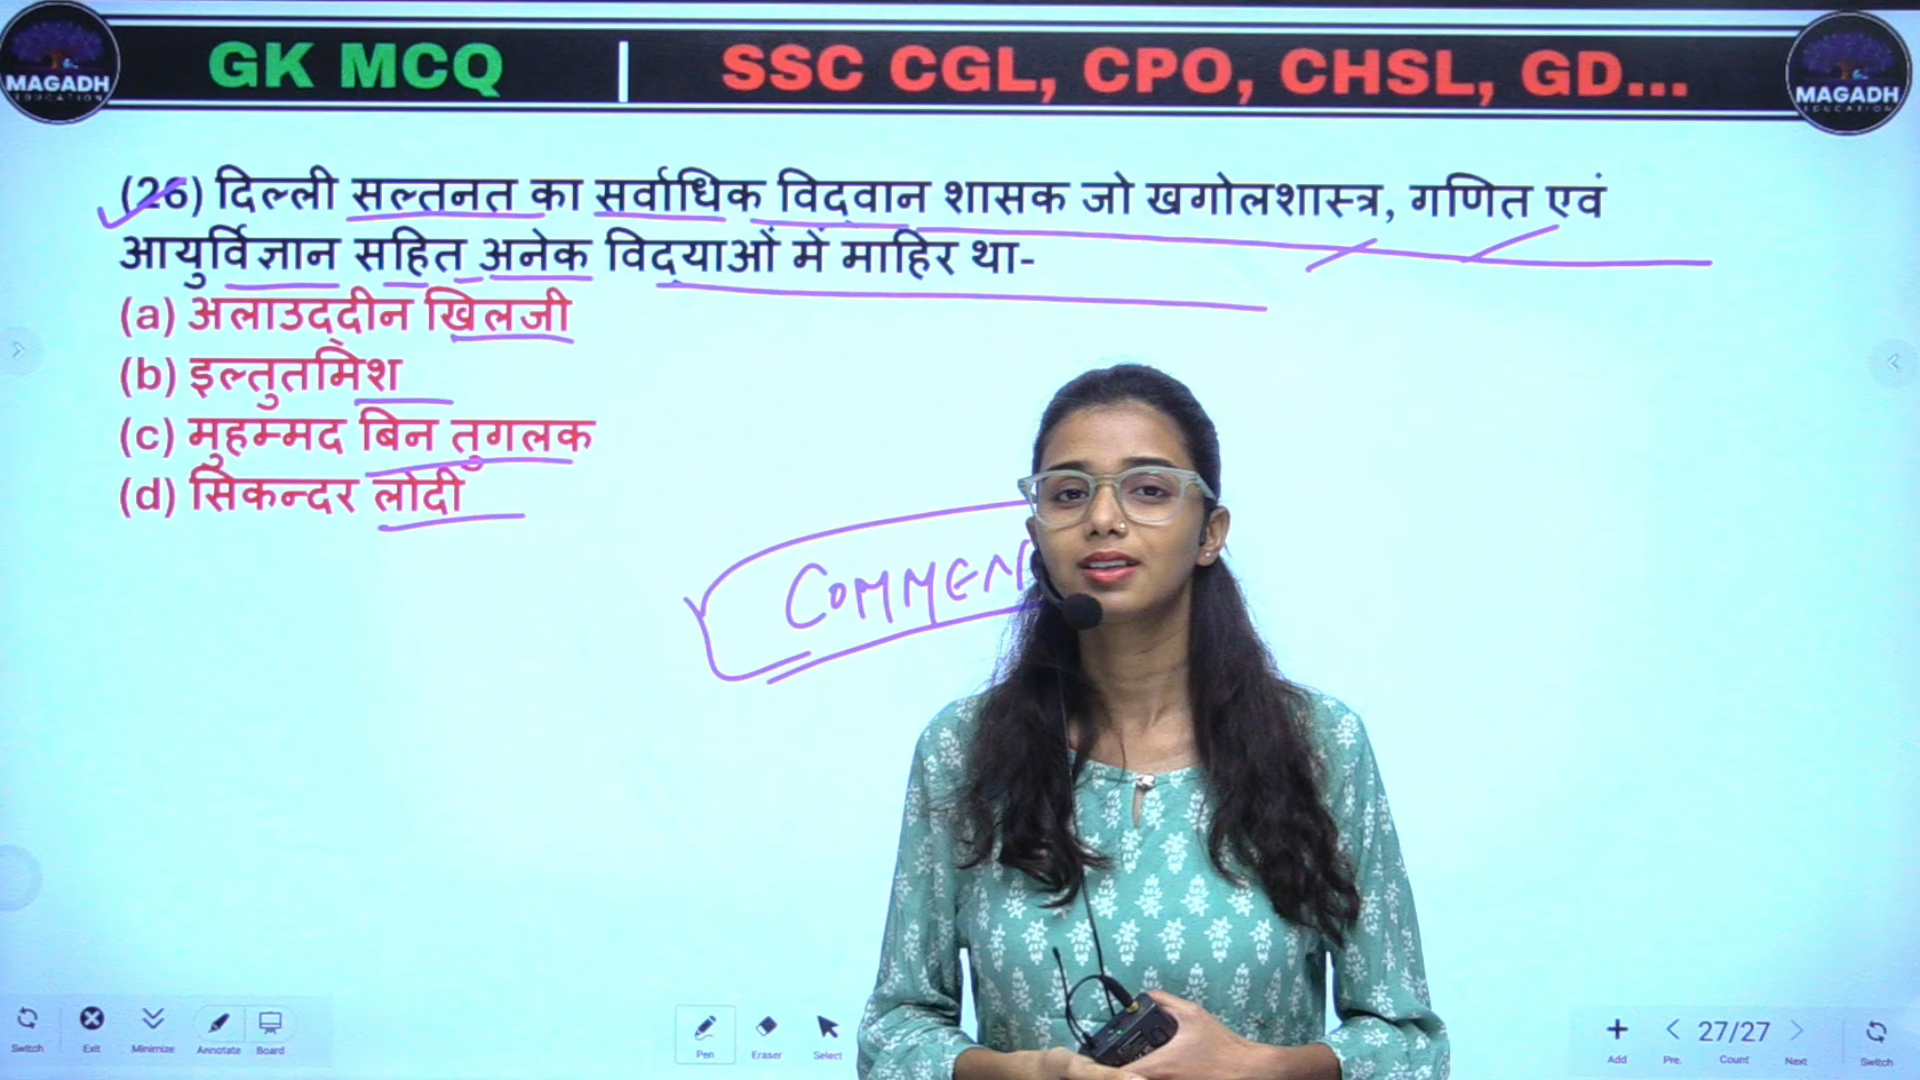 GK MCQ | SSC CGL, CPO, CHSL, GD...
MAGADH
EDUCATION
MAGADH
EDUCATION
(26) दिल्ली सल्तनत का सर्वाधिक विद्वान शासक जो खगोलशास्त्र, गणित एवं
आयुर्विज्ञान सहित अनेक विद्याओं में माहिर था-
(a) अलाउद्दीन खिलजी
(b) इल्तुतमिश
(c) मुहम्मद बिन तुगलक
(d) सिकन्दर लोदी
COMMEN
Switch Exit Minimize Annotate Board Pen Eraser Select Add Pre. 27/27 Count Next Switch